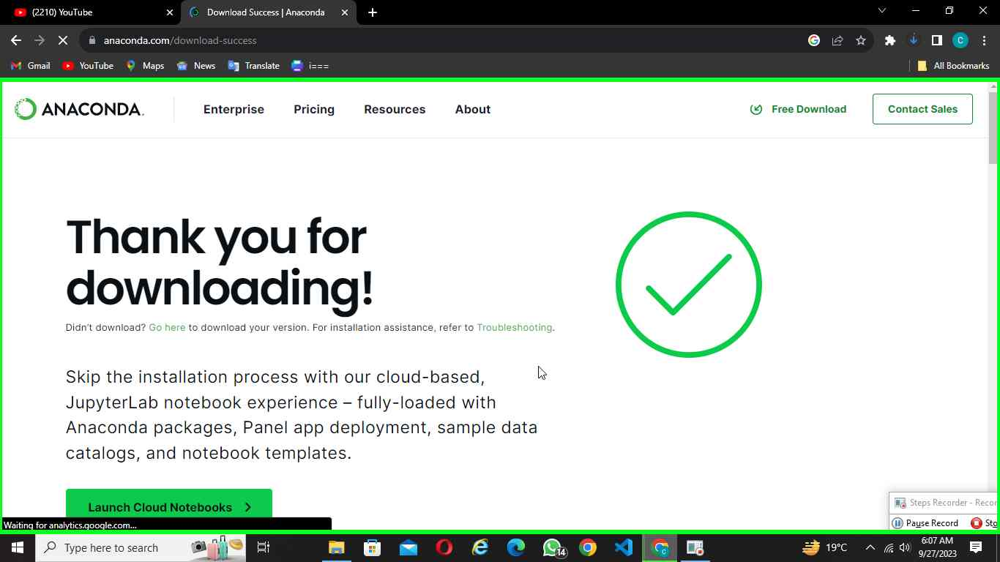 (2210) YouTube
Download Success | Anaconda
anaconda.com/download-success
C
Gmail
YouTube
Maps
News
Translate
i===
All Bookmarks
ANACONDA.
Enterprise
Pricing
Resources
About
Free Download
Contact Sales
Thank you for
downloading!
Didn't download? Go here to download your version. For installation assistance, refer to Troubleshooting.
Skip the installation process with our cloud-based,
JupyterLab notebook experience – fully-loaded with
Anaconda packages, Panel app deployment, sample data
catalogs, and notebook templates.
Launch Cloud Notebooks
Steps Recorder - Recor
Pause Record
Sto
Waiting for analytics.google.com...
Type here to search
14
C
19°C
6:07 AM
9/27/2023